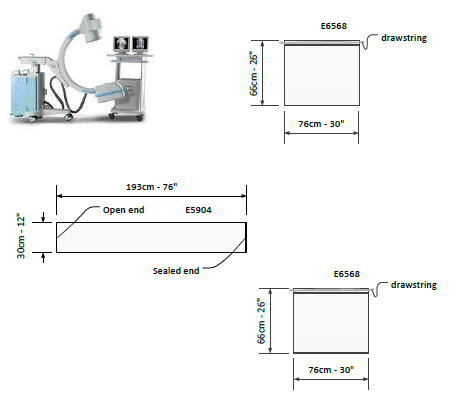 E6568
drawstring
66cm - 26"
76cm - 30"
193cm - 76"
Open end
E5904
30cm - 12"
Sealed end
E6568
drawstring
66cm - 26"
76cm - 30"